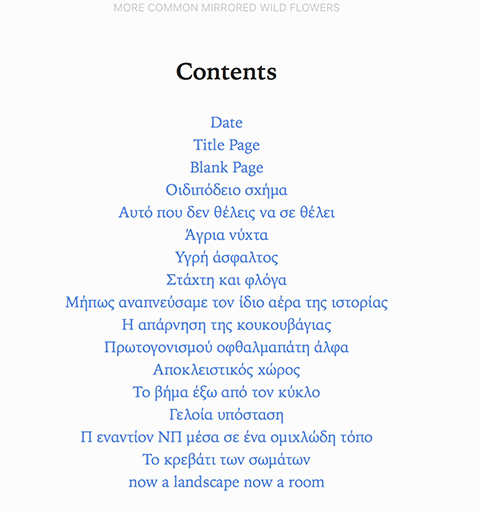 MORE COMMON MIRRORED WILD FLOWERS
Contents
Date
Title Page
Blank Page
Οιδιπόδειο σχήμα
Αυτό που δεν θέλεις να σε θέλει
Άγρια νύχτα
Υγρή άσφαλτος
Στάχτη και φλόγα
Μήπως αναπνεύσαμε τον ίδιο αέρα της ιστορίας
Η απάρνηση της κουκουβάγιας
Πρωτογονισμού οφθαλμαπάτη άλφα
Αποκλειστικός χώρος
Το βήμα έξω από τον κύκλο
Γελοία υπόσταση
Π εναντίον ΝΠ μέσα σε ένα ομιχλώδη τόπο
Το κρεβάτι των σωμάτων
now a landscape now a room